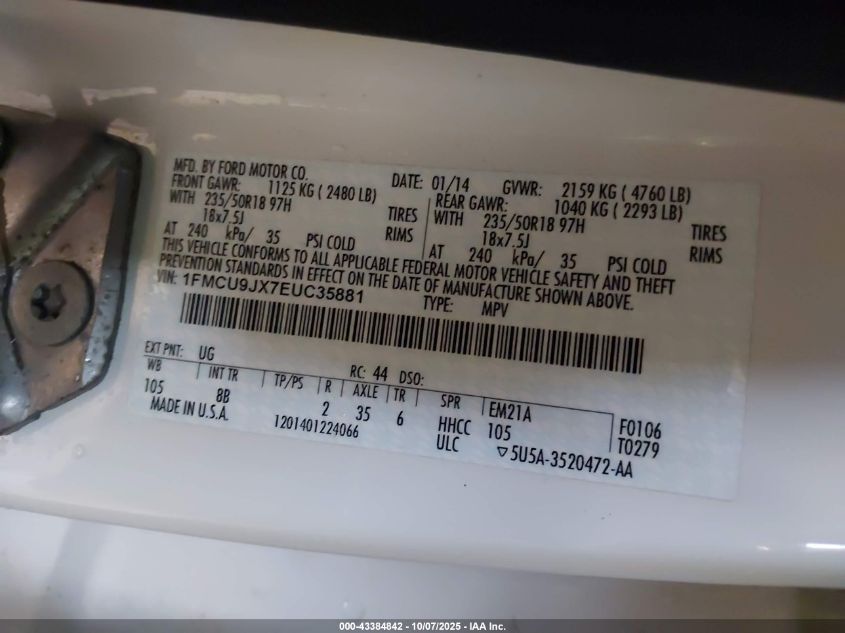 MFD. BY FORD MOTOR CO. DATE: 01/14 GVWR: 2159 KG ( 4760 LB)
FRONT GAWR: 1125 KG ( 2480 LB) REAR GAWR: 1040 KG ( 2293 LB)
WITH 235/50R18 97H TIRES WITH 235/50R18 97H TIRES
18x7.5J RIMS 18x7.5J RIMS
AT 240 kPa/ 35 PSI COLD AT 240 kPa/ 35 PSI COLD
THIS VEHICLE CONFORMS TO ALL APPLICABLE FEDERAL MOTOR VEHICLE SAFETY AND THEFT
PREVENTION STANDARDS IN EFFECT ON THE DATE OF MANUFACTURE SHOWN ABOVE.
VIN: 1FMCU9JX7EUC35881 TYPE: MPV
EXT PNT: UG RC: 44 DSO:
WB INT TR TP/PS R AXLE TR SPR EM21A F0106
105 8B 2 35 6 HHCC 105 T0279
MADE IN U.S.A. 1201401224066 ULC ▽5U5A-3520472-AA
000-43384842 / 10/07/2025 - IAA Inc.